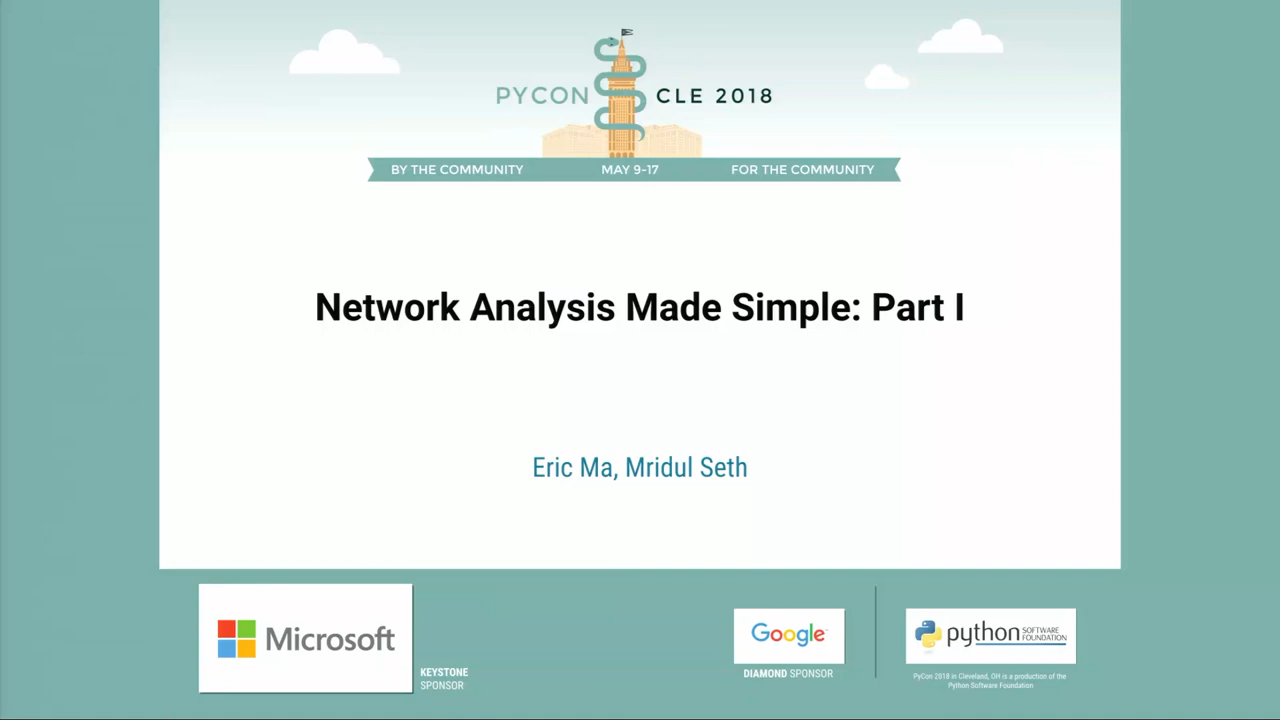 PYCON CLE 2018
BY THE COMMUNITY MAY 9-17 FOR THE COMMUNITY
Network Analysis Made Simple: Part I
Eric Ma, Mridul Seth
Microsoft
KEYSTONE
SPONSOR
Google
DIAMOND SPONSOR
python SOFTWARE
FOUNDATION
PyCon 2018 in Cleveland, OH is a production of the
Python Software Foundation